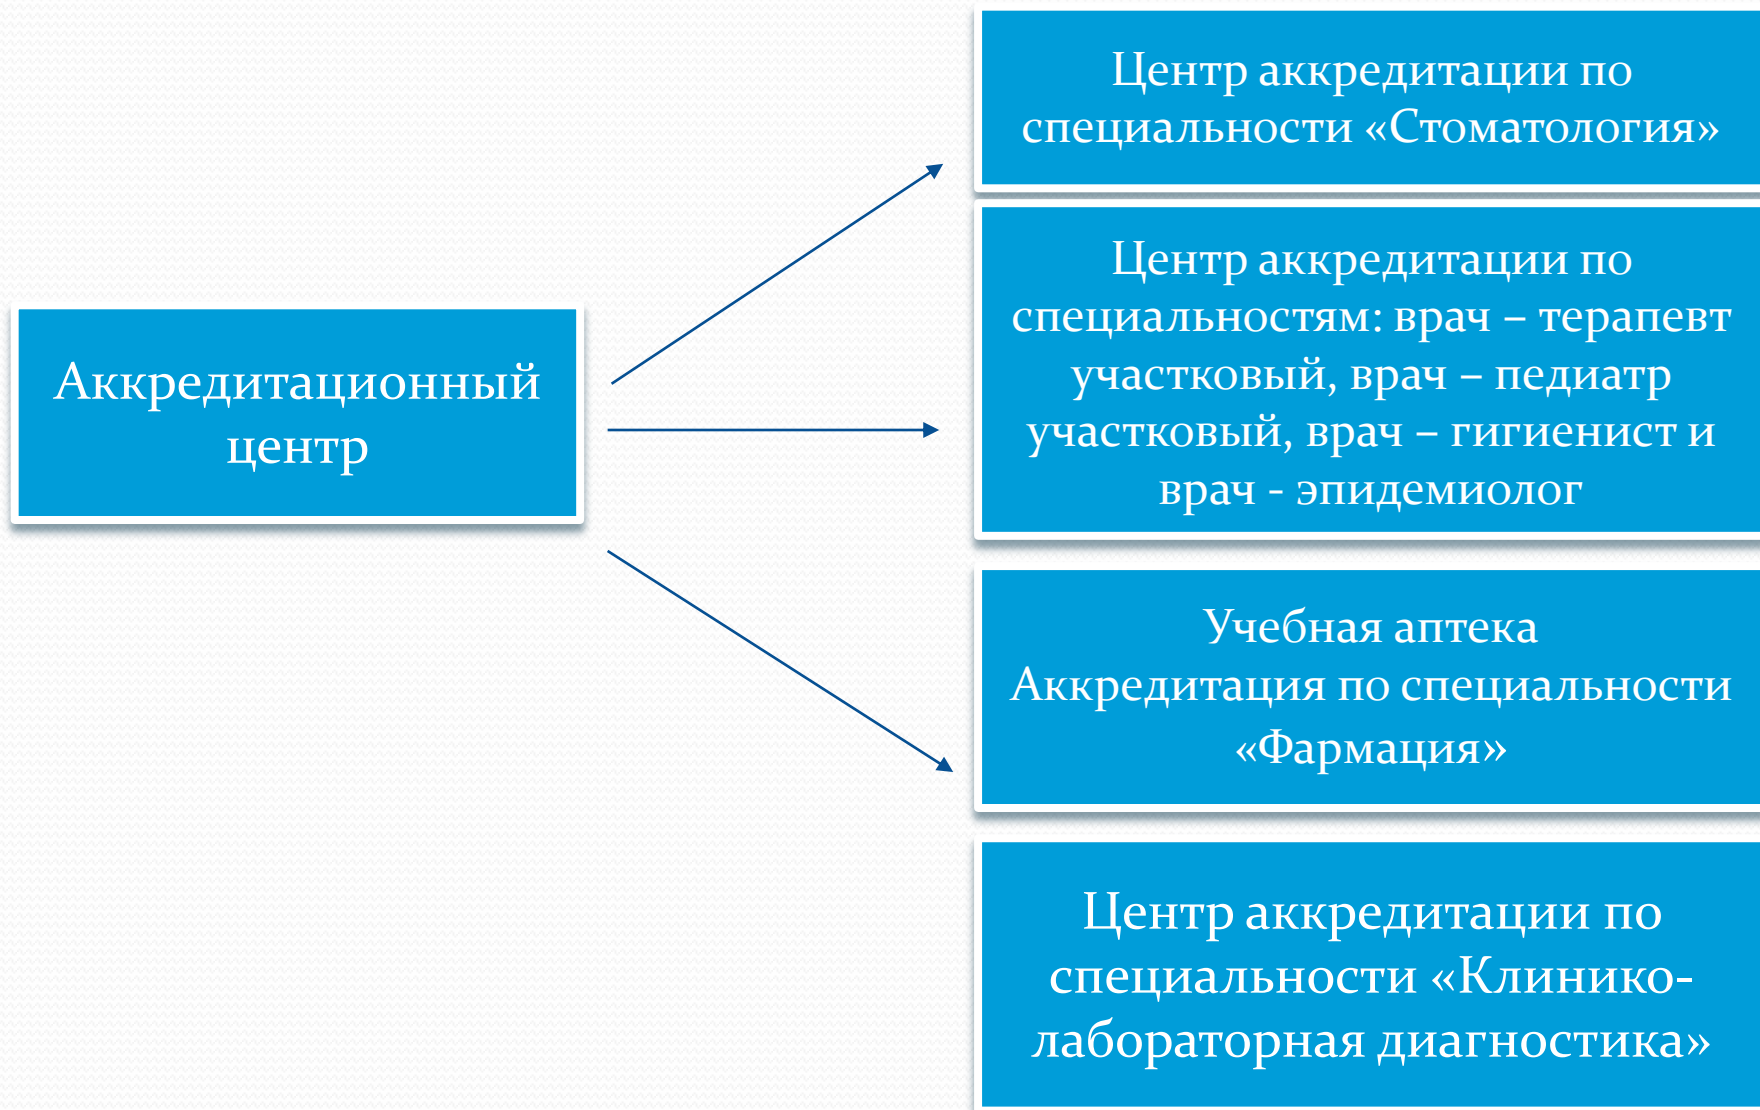 Аккредитационный
центр
Центр аккредитации по
специальности «Стоматология»
Центр аккредитации по
специальностям: врач – терапевт
участковый, врач – педиатр
участковый, врач – гигиенист и
врач - эпидемиолог
Учебная аптека
Аккредитация по специальности
«Фармация»
Центр аккредитации по
специальности «Клинико-
лабораторная диагностика»